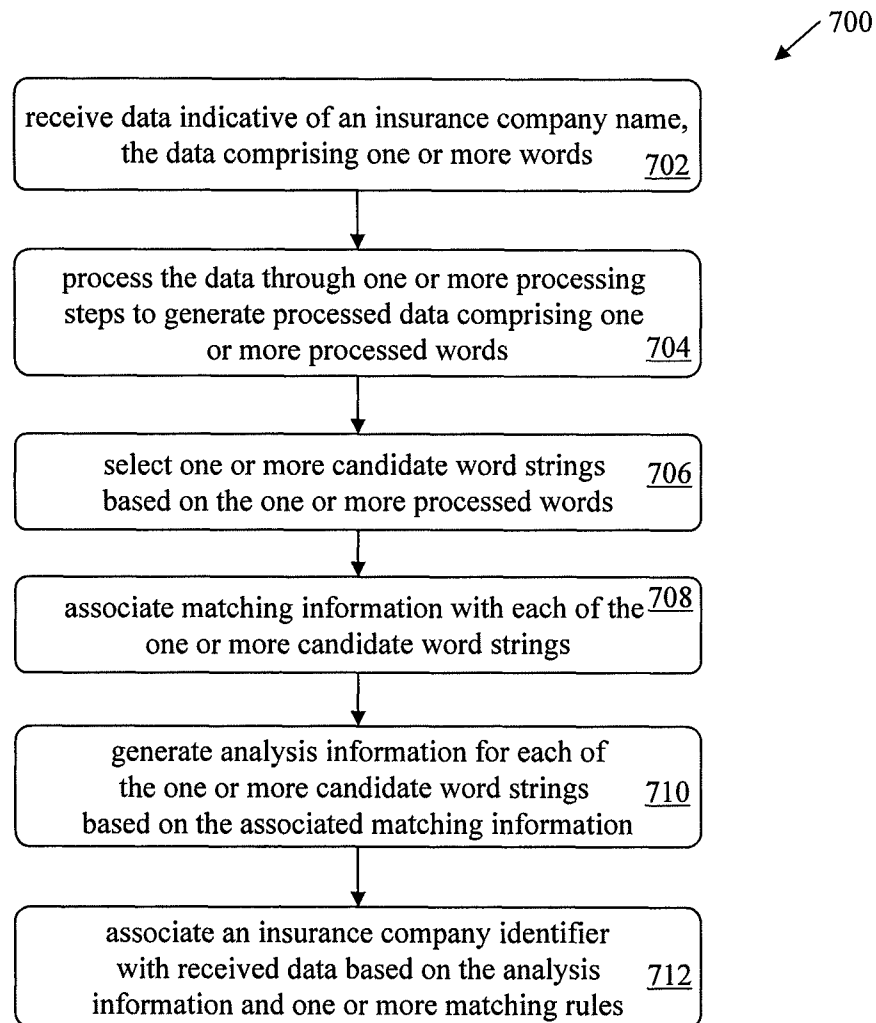 700
receive data indicative of an insurance company name,
the data comprising one or more words
702
process the data through one or more processing
steps to generate processed data comprising one
or more processed words
704
select one or more candidate word strings
based on the one or more processed words
706
associate matching information with each of the
one or more candidate word strings
708
generate analysis information for each of
the one or more candidate word strings
based on the associated matching information
710
associate an insurance company identifier
with received data based on the analysis
information and one or more matching rules
712